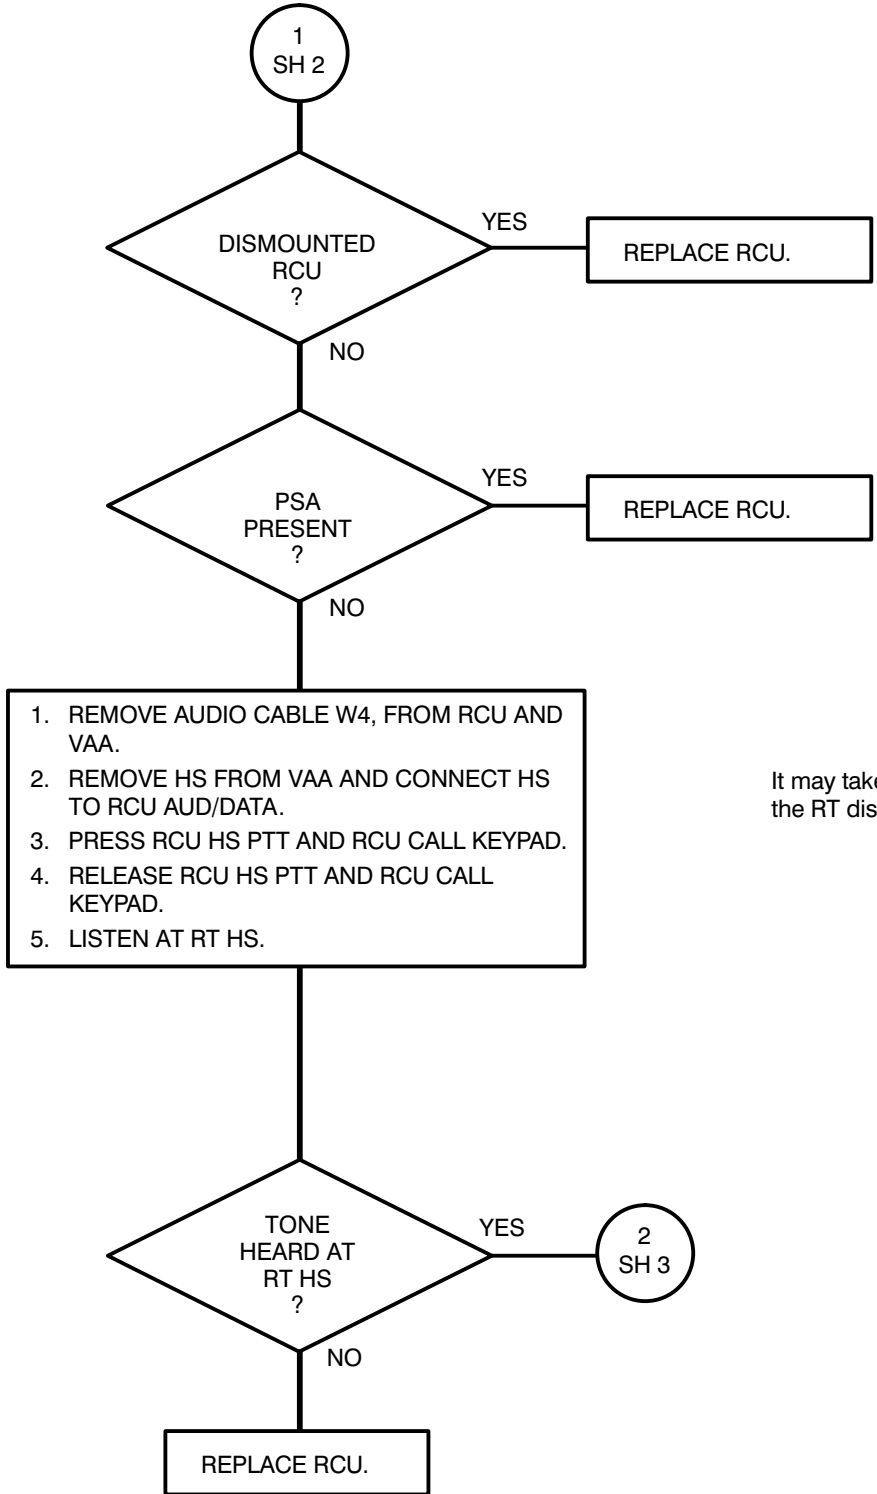 1
SH 2
DISMOUNTED
RCU
?
YES
REPLACE RCU.
NO
PSA
PRESENT
?
YES
REPLACE RCU.
NO
1. REMOVE AUDIO CABLE W4, FROM RCU AND
VAA.
2. REMOVE HS FROM VAA AND CONNECT HS
TO RCU AUD/DATA.
3. PRESS RCU HS PTT AND RCU CALL KEYPAD.
4. RELEASE RCU HS PTT AND RCU CALL
KEYPAD.
5. LISTEN AT RT HS.
It may take
the RT dis
TONE
HEARD AT
RT HS
?
YES
2
SH 3
NO
REPLACE RCU.